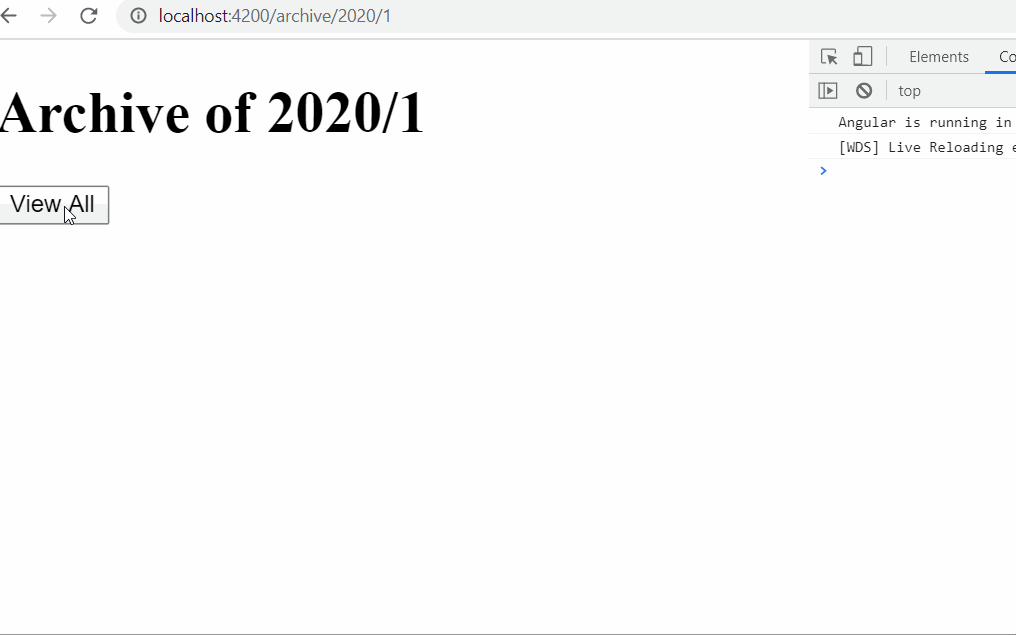 localhost:4200/archive/2020/1
Elements Co
top
Archive of 2020/1
Angular is running in
[WDS] Live Reloading e
View All